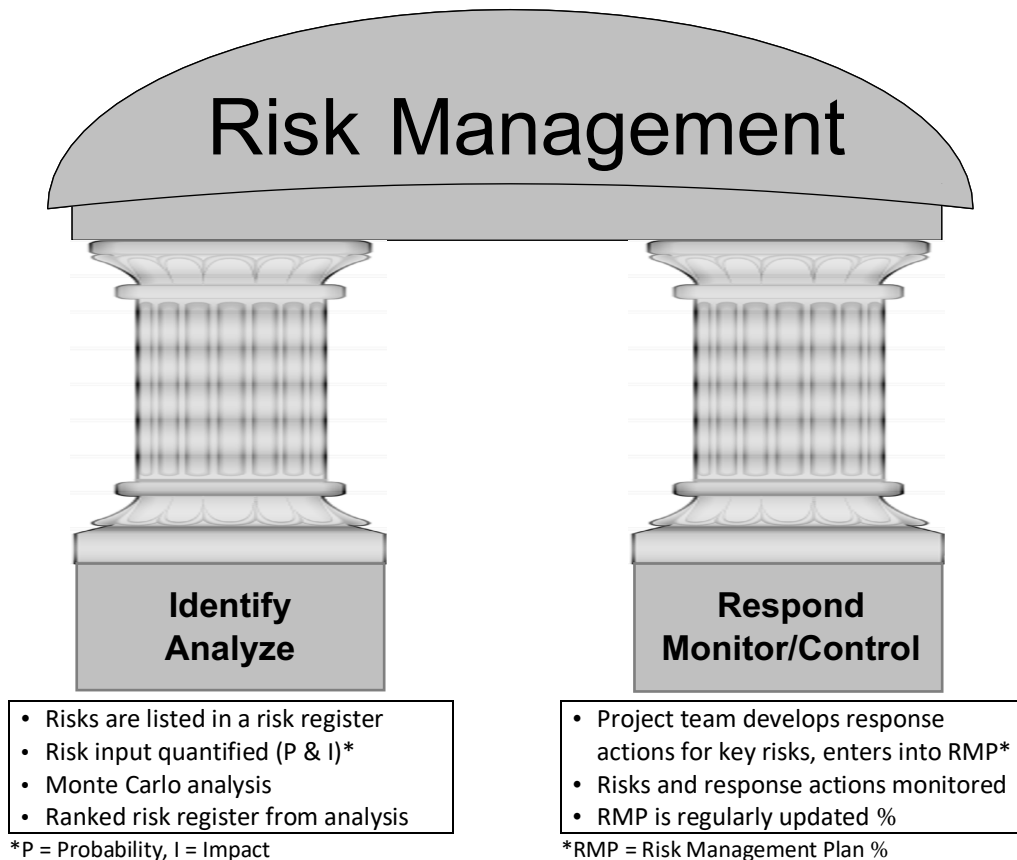 Risk Management
Identify
Analyze
• Risks are listed in a risk register
• Risk input quantified (P & I)*
• Monte Carlo analysis
• Ranked risk register from analysis
*P = Probability, I = Impact
Respond
Monitor/Control
• Project team develops response
actions for key risks, enters into RMP*
• Risks and response actions monitored
• RMP is regularly updated %
*RMP = Risk Management Plan %